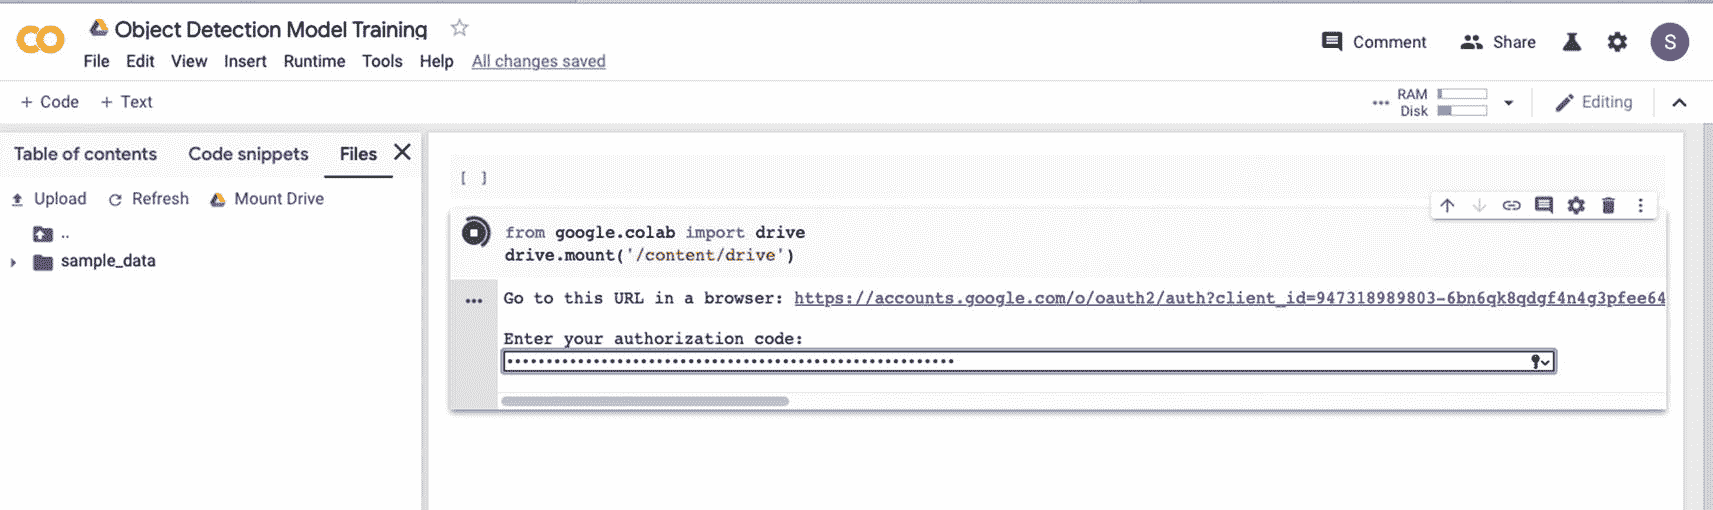 Object Detection Model Training
File Edit View Insert Runtime Tools Help All changes saved
Comment Share S
+ Code + Text
RAM
Disk
Editing
Table of contents Code snippets Files
Upload Refresh Mount Drive
..
sample_data
[ ]
from google.colab import drive
drive.mount('/content/drive')
Go to this URL in a browser: https://accounts.google.com/o/oauth2/auth?client_id=947318989803-6bn6qk8qdgf4n4g3pfee64
Enter your authorization code: